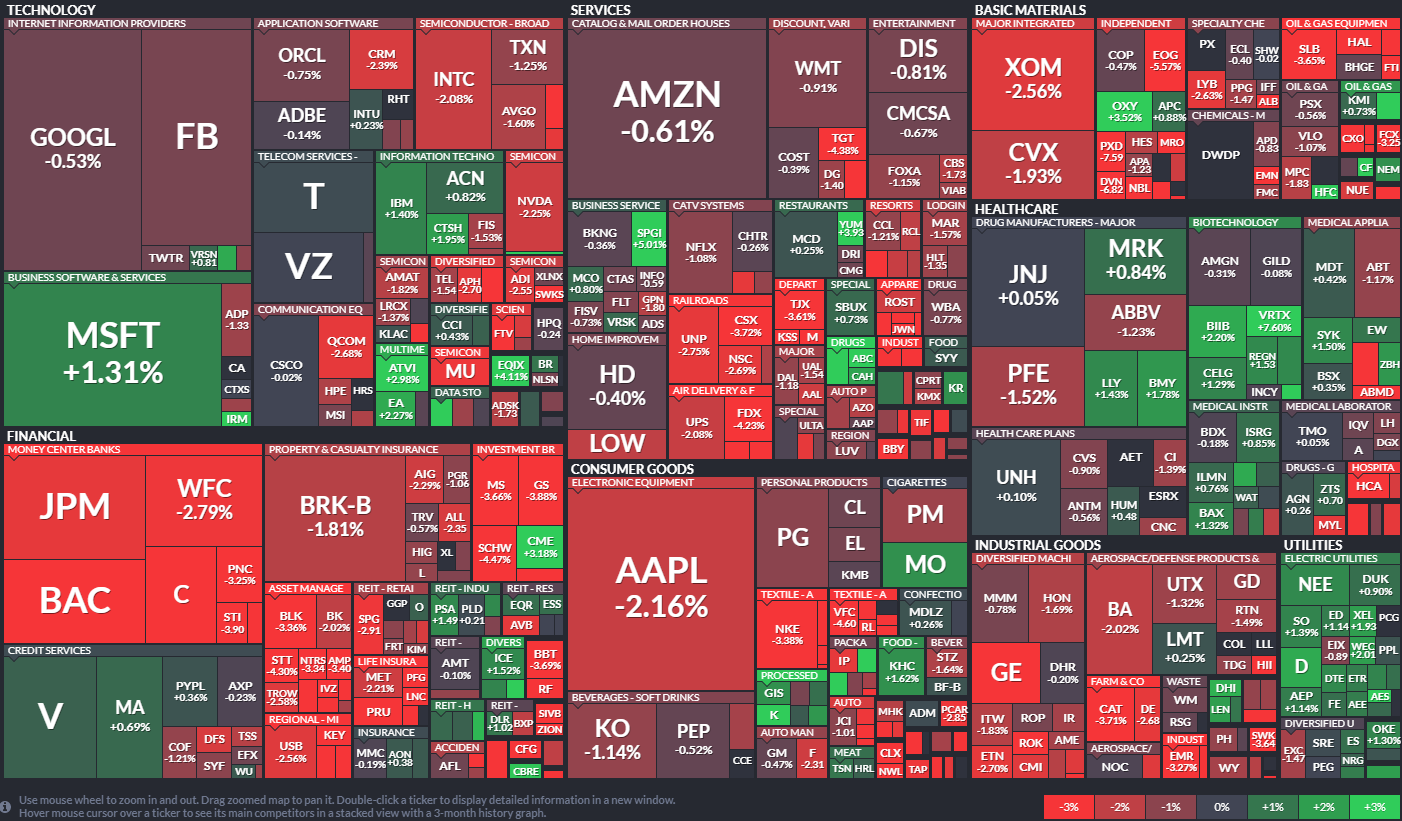 TECHNOLOGY
INTERNET INFORMATION PROVIDERS
GOOGL
-0.53%
FB
TWTR
VRSN
+0.81
APPLICATION SOFTWARE
ORCL
-0.75%
CRM
-2.39%
ADBE
-0.14%
INTU
+0.23%
RHT
SEMICONDUCTOR - BROAD
INTC
-2.08%
TXN
-1.25%
AVGO
-1.60%
TELECOM SERVICES -
T
VZ
INFORMATION TECHNO
IBM
+1.40%
ACN
+0.82%
CTSH
+1.95%
FIS
-1.53%
SEMICON
NVDA
-2.25%
BUSINESS SOFTWARE & SERVICES
MSFT
+1.31%
ADP
-1.33
CA
CTXS
IRM
COMMUNICATION EQ
CSCO
-0.02%
QCOM
-2.68%
HPE
HRS
MSI
SEMICON
AMAT
-1.82%
LRCX
-1.37%
KLAC
DIVERSIFIED
TEL
-1.54
APH
-2.70
SEMICON
ADI
-2.55
XLNX
SWKS
DIVERSIFIE
CCI
+0.43%
SCIEN
FTV
HPQ
-0.24
MULTIME
ATVI
+2.98%
EA
+2.27%
SEMICON
MU
EQIX
+4.11%
BR
NLSN
DATA STO
ADSK
-1.73
SERVICES
CATALOG & MAIL ORDER HOUSES
AMZN
-0.61%
DISCOUNT, VARI
WMT
-0.91%
COST
-0.39%
TGT
-4.38%
DG
-1.40
ENTERTAINMENT
DIS
-0.81%
CMCSA
-0.67%
FOXA
-1.15%
CBS
-1.73
VIAB
BUSINESS SERVICE
BKNG
-0.36%
SPGI
+5.01%
MCO
+0.80%
CTAS
INFO
-0.59
FISV
-0.73%
FLT
GPN
-1.80
VRSK
ADS
CATV SYSTEMS
NFLX
-1.08%
CHTR
-0.26%
RESTAURANTS
MCD
+0.25%
YUM
+3.93
DRI
CMG
RESORTS
CCL
-1.21%
RCL
LODGIN
MAR
-1.57%
HLT
-1.35
RAILROADS
UNP
-2.75%
CSX
-3.72%
NSC
-2.69%
DEPART
TJX
-3.61%
KSS
M
SPECIAL
SBUX
+0.73%
APPARE
ROST
JWN
DRUG
WBA
-0.77%
HOME IMPROVEM
HD
-0.40%
LOW
AIR DELIVERY & F
UPS
-2.08%
FDX
-4.23%
MAJOR
DAL
-1.18
UAL
-1.54
AAL
DRUGS
ABC
CAH
INDUST
FOOD
SYY
SPECIAL
ULTA
AUTO P
AZO
AAP
CPRT
KMX
KR
REGION
LUV
TIF
BBY
BASIC MATERIALS
MAJOR INTEGRATED
XOM
-2.56%
CVX
-1.93%
INDEPENDENT
COP
-0.47%
EOG
-5.57%
OXY
+3.52%
APC
+0.88%
PXD
-7.59
HES
MRO
APA
-1.23
DVN
-6.82
NBL
SPECIALTY CHE
PX
ECL
-0.40
SHW
-0.02
LYB
-2.63%
PPG
-1.47
IFF
ALB
CHEMICALS - M
DWDP
APD
-0.83
EMN
FMC
OIL & GAS EQUIPMEN
SLB
-3.65%
HAL
BHGE
FTI
OIL & GA
PSX
-0.56%
VLO
-1.07%
MPC
-1.83
HFC
OIL & GAS
KMI
+0.73%
CXO
FCX
-3.25
CF
NEM
NUE
HEALTHCARE
DRUG MANUFACTURERS - MAJOR
JNJ
+0.05%
MRK
+0.84%
ABBV
-1.23%
PFE
-1.52%
LLY
+1.43%
BMY
+1.78%
BIOTECHNOLOGY
AMGN
-0.31%
GILD
-0.08%
BIIB
+2.20%
VRTX
+7.60%
CELG
+1.29%
REGN
+1.53
INCY
MEDICAL APPLIA
MDT
+0.42%
ABT
-1.17%
SYK
+1.50%
EW
ZBH
BSX
+0.35%
ABMD
HEALTH CARE PLANS
UNH
+0.10%
CVS
-0.90%
AET
CI
-1.39%
ANTM
-0.56%
HUM
+0.48
ESRX
CNC
MEDICAL INSTR
BDX
-0.18%
ISRG
+0.85%
ILMN
+0.76%
WAT
BAX
+1.32%
MEDICAL LABORATOR
TMO
+0.05%
IQV
LH
A
DGX
DRUGS - G
AGN
+0.26
ZTS
+0.70
MYL
HOSPITA
HCA
FINANCIAL
MONEY CENTER BANKS
JPM
WFC
-2.79%
BAC
C
PNC
-3.25%
STI
-3.90
PROPERTY & CASUALTY INSURANCE
BRK-B
-1.81%
AIG
-2.29%
PGR
-1.06
TRV
-0.57%
ALL
-2.35
HIG
XL
L
INVESTMENT BR
MS
-3.66%
GS
-3.88%
SCHW
-4.47%
CME
+3.18%
CREDIT SERVICES
V
MA
+0.69%
PYPL
+0.36%
AXP
-0.23%
COF
-1.21%
DFS
TSS
SYF
EFX
WU
ASSET MANAGE
BLK
-3.36%
BK
-2.02%
STT
-4.30%
NTRS
-3.34
AMP
-3.40
TROW
-2.58%
IVZ
REIT - RETAI
SPG
-2.91
GGP
O
FRT
KIM
REIT - INDU
PSA
+1.49
PLD
+0.21
REIT - RES
EQR
ESS
AVB
REIT -
AMT
-0.10%
DIVERS
ICE
+1.52%
BBT
-3.69%
RF
LIFE INSURA
MET
-2.21%
PFG
LNC
PRU
REGIONAL - MI
USB
-2.56%
KEY
INSURANCE
MMC
-0.19%
AON
+0.38
REIT - H
REIT -
DLR
+1.02
BXP
SIVB
ZION
ACCIDEN
AFL
CFG
CBRE
CONSUMER GOODS
ELECTRONIC EQUIPMENT
AAPL
-2.16%
PERSONAL PRODUCTS
PG
CL
EL
KMB
CIGARETTES
PM
MO
TEXTILE - A
NKE
-3.38%
TEXTILE - A
VFC
-4.60
RL
CONFECTIO
MDLZ
+0.26%
PACKA
IP
FOOD -
KHC
+1.62%
BEVER
STZ
-1.64%
BF-B
PROCESSED
GIS
K
BEVERAGES - SOFT DRINKS
KO
-1.14%
PEP
-0.52%
CCE
AUTO MAN
GM
-0.47%
F
-2.31
AUTO
JCI
-1.01
MHK
ADM
PCAR
-2.85
MEAT
TSN
HRL
CLX
NWL
TAP
INDUSTRIAL GOODS
DIVERSIFIED MACHI
MMM
-0.78%
HON
-1.69%
GE
DHR
-0.20%
ITW
-1.83%
ROP
IR
ETN
-2.70%
ROK
AME
CMI
AEROSPACE/DEFENSE PRODUCTS &
BA
-2.02%
UTX
-1.32%
GD
LMT
+0.25%
RTN
-1.49%
COL
LLL
TDG
HII
FARM & CO
CAT
-3.71%
DE
-2.68
WASTE
WM
RSG
DHI
LEN
AEROSPACE/
NOC
INDUST
EMR
-3.27%
PH
SWK
-3.64
WY
UTILITIES
ELECTRIC UTILITIES
NEE
DUK
+0.90%
SO
+1.39%
ED
+1.14
XEL
+1.93
PCG
D
EIX
-0.89
WEC
+2.01
PPL
DTE
ETR
AEP
+1.14%
FE
AEE
AES
DIVERSIFIED U
EXC
-1.47
SRE
ES
PEG
NRG
OKE
+1.30%
Use mouse wheel to zoom in and out. Drag zoomed map to pan it. Double-click a ticker to display detailed information in a new window.
Hover mouse cursor over a ticker to see its main competitors in a stacked view with a 3-month history graph.
-3%
-2%
-1%
0%
+1%
+2%
+3%